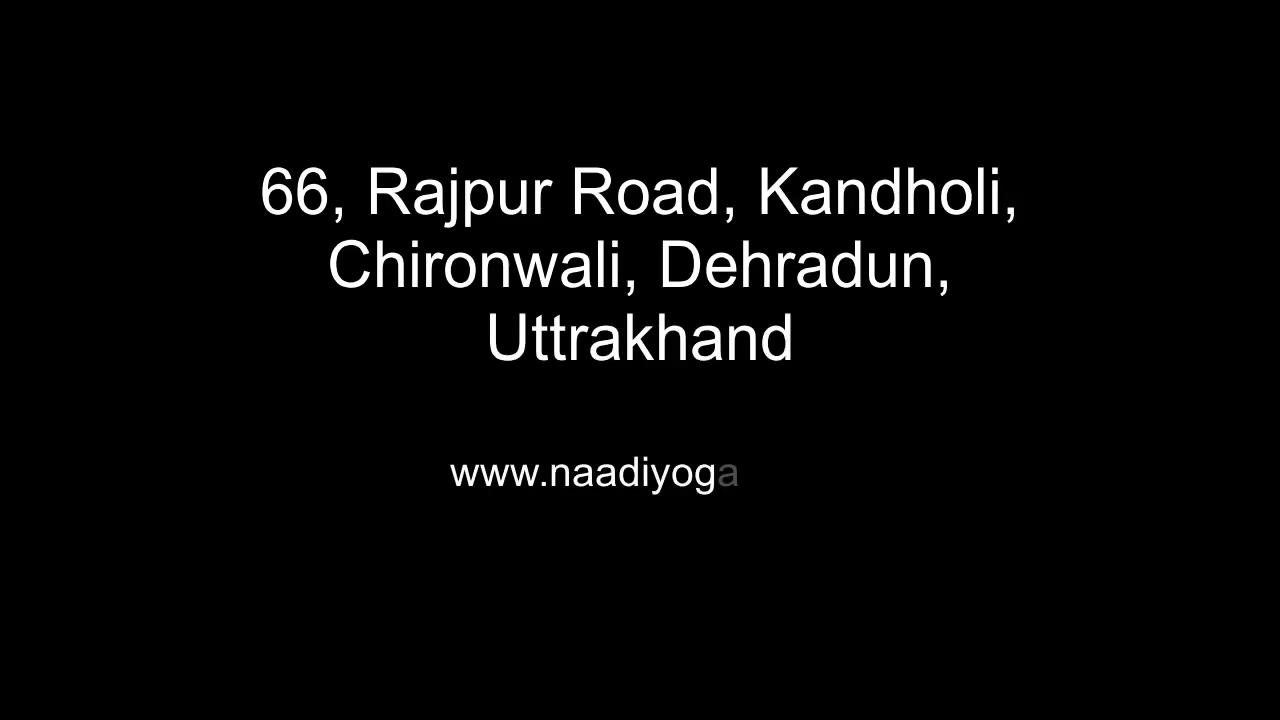 66, Rajpur Road, Kandholi,
Chironwali, Dehradun,
Uttrakhand
www.naadiyoga